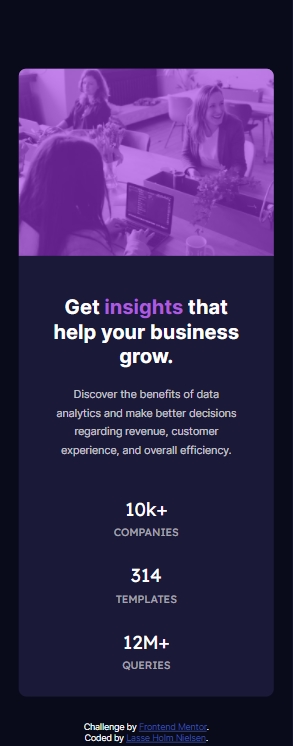 Get insights that
help your business
grow.
Discover the benefits of data
analytics and make better decisions
regarding revenue, customer
experience, and overall efficiency.
10k+
COMPANIES
314
TEMPLATES
12M+
QUERIES
Challenge by Frontend Mentor.
Coded by Lasse Holm Nielsen.